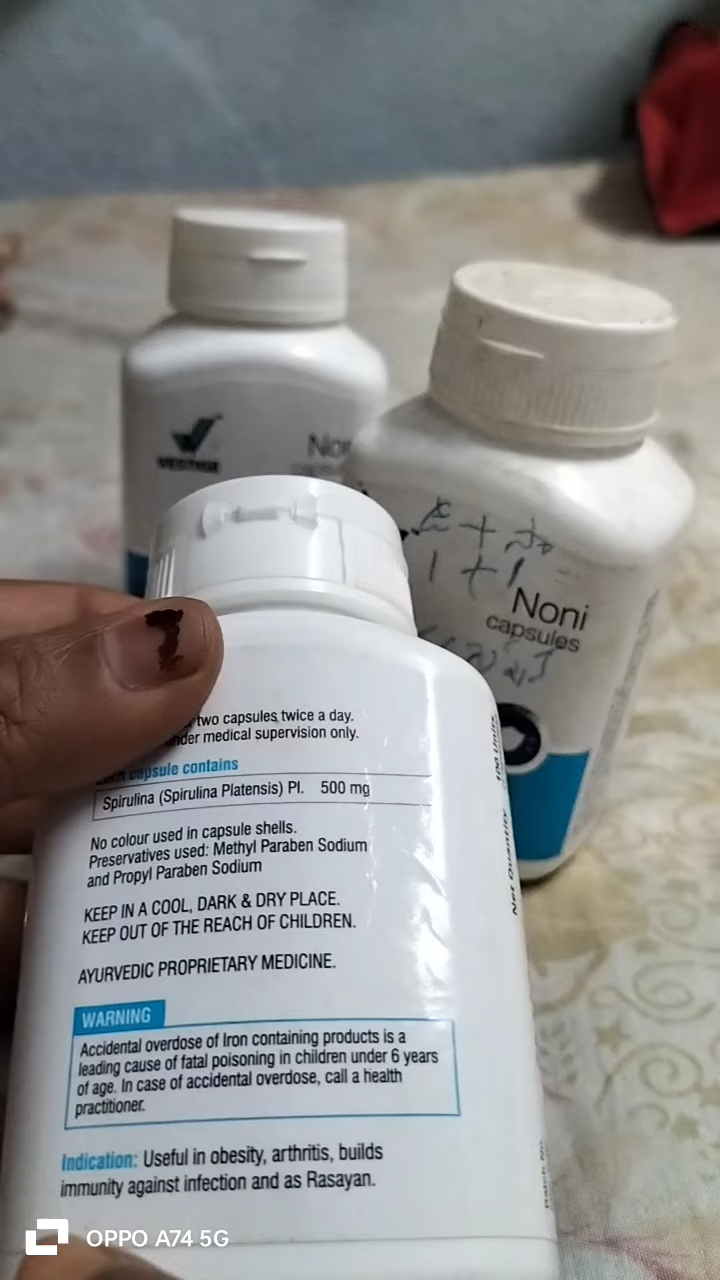 VESTIGE
Noni
capsules
1 + 1
two capsules twice a day.
under medical supervision only.
capsule contains
Spirulina (Spirulina Platensis) Pl. 500 mg
No colour used in capsule shells.
Preservatives used: Methyl Paraben Sodium
and Propyl Paraben Sodium
KEEP IN A COOL, DARK & DRY PLACE.
KEEP OUT OF THE REACH OF CHILDREN.
AYURVEDIC PROPRIETARY MEDICINE.
WARNING
Accidental overdose of Iron containing products is a
leading cause of fatal poisoning in children under 6 years
of age. In case of accidental overdose, call a health
practitioner.
Indication: Useful in obesity, arthritis, builds
immunity against infection and as Rasayan.
Net Quantity 100 Units
Batch No.
OPPO A74 5G